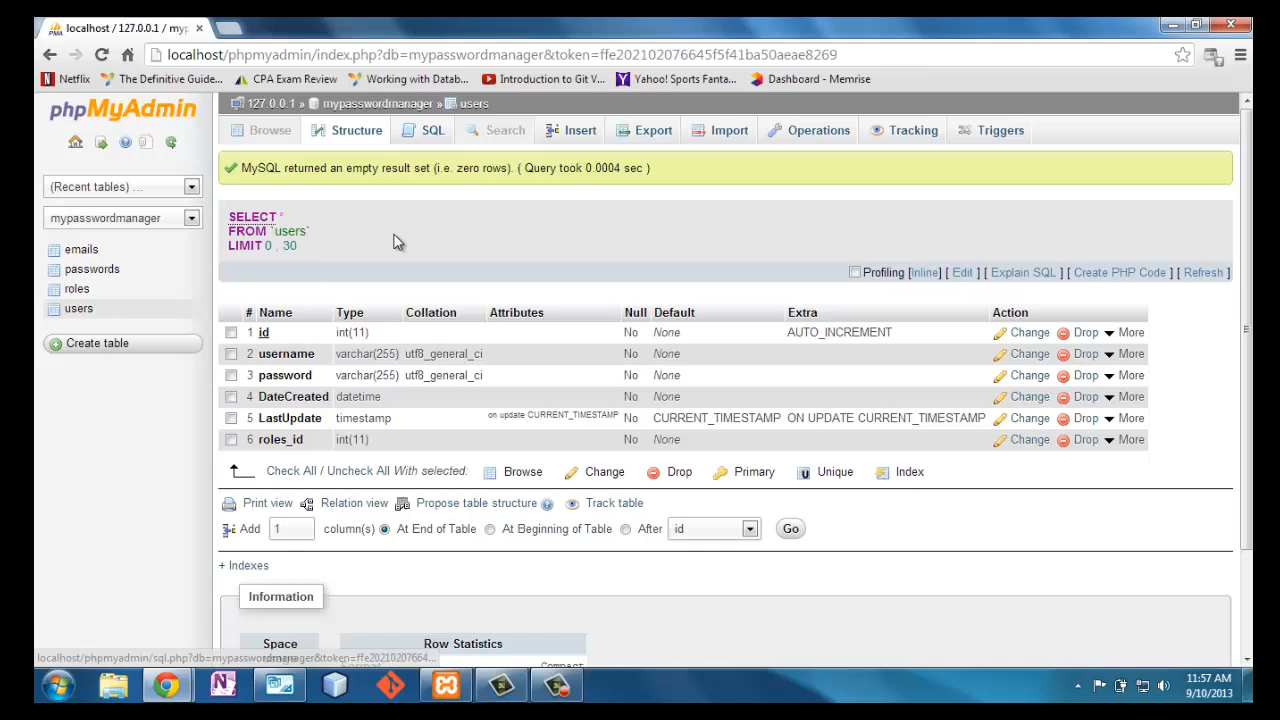 localhost / 127.0.0.1 / myp
localhost/phpmyadmin/index.php?db=mypasswordmanager&token=ffe202102076645f5f41ba50aeae8269
Netflix The Definitive Guide... CPA Exam Review Working with Datab... Introduction to Git V... Yahoo! Sports Fanta... Dashboard - Memrise
phpMyAdmin
(Recent tables) ...
mypasswordmanager
emails
passwords
roles
users
Create table
127.0.0.1 » mypasswordmanager » users
Browse Structure SQL Search Insert Export Import Operations Tracking Triggers
MySQL returned an empty result set (i.e. zero rows). ( Query took 0.0004 sec )
SELECT *
FROM `users`
LIMIT 0 , 30
Profiling [Inline] [ Edit ] [ Explain SQL ] [ Create PHP Code ] [ Refresh ]
# Name Type Collation Attributes Null Default Extra Action
1 id int(11) No None AUTO_INCREMENT Change Drop More
2 username varchar(255) utf8_general_ci No None Change Drop More
3 password varchar(255) utf8_general_ci No None Change Drop More
4 DateCreated datetime No None Change Drop More
5 LastUpdate timestamp on update CURRENT_TIMESTAMP No CURRENT_TIMESTAMP ON UPDATE CURRENT_TIMESTAMP Change Drop More
6 roles_id int(11) No None Change Drop More
Check All / Uncheck All With selected: Browse Change Drop Primary Unique Index
Print view Relation view Propose table structure Track table
Add 1 column(s) At End of Table At Beginning of Table After id Go
+ Indexes
Information
Space Row Statistics
Compact
localhost/phpmyadmin/sql.php?db=mypasswordmanager&token=ffe20210207664...
11:57 AM
9/10/2013